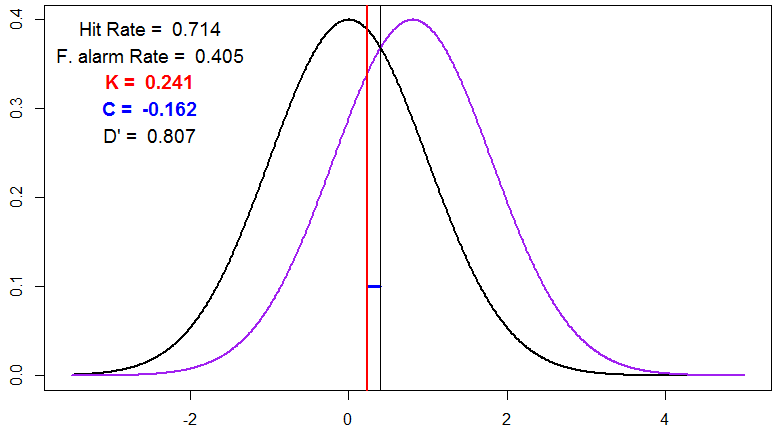 Hit Rate = 0.714
F. alarm Rate = 0.405
K = 0.241
C = -0.162
D' = 0.807
0.4
0.3
0.2
0.1
0.0
-2 0 2 4